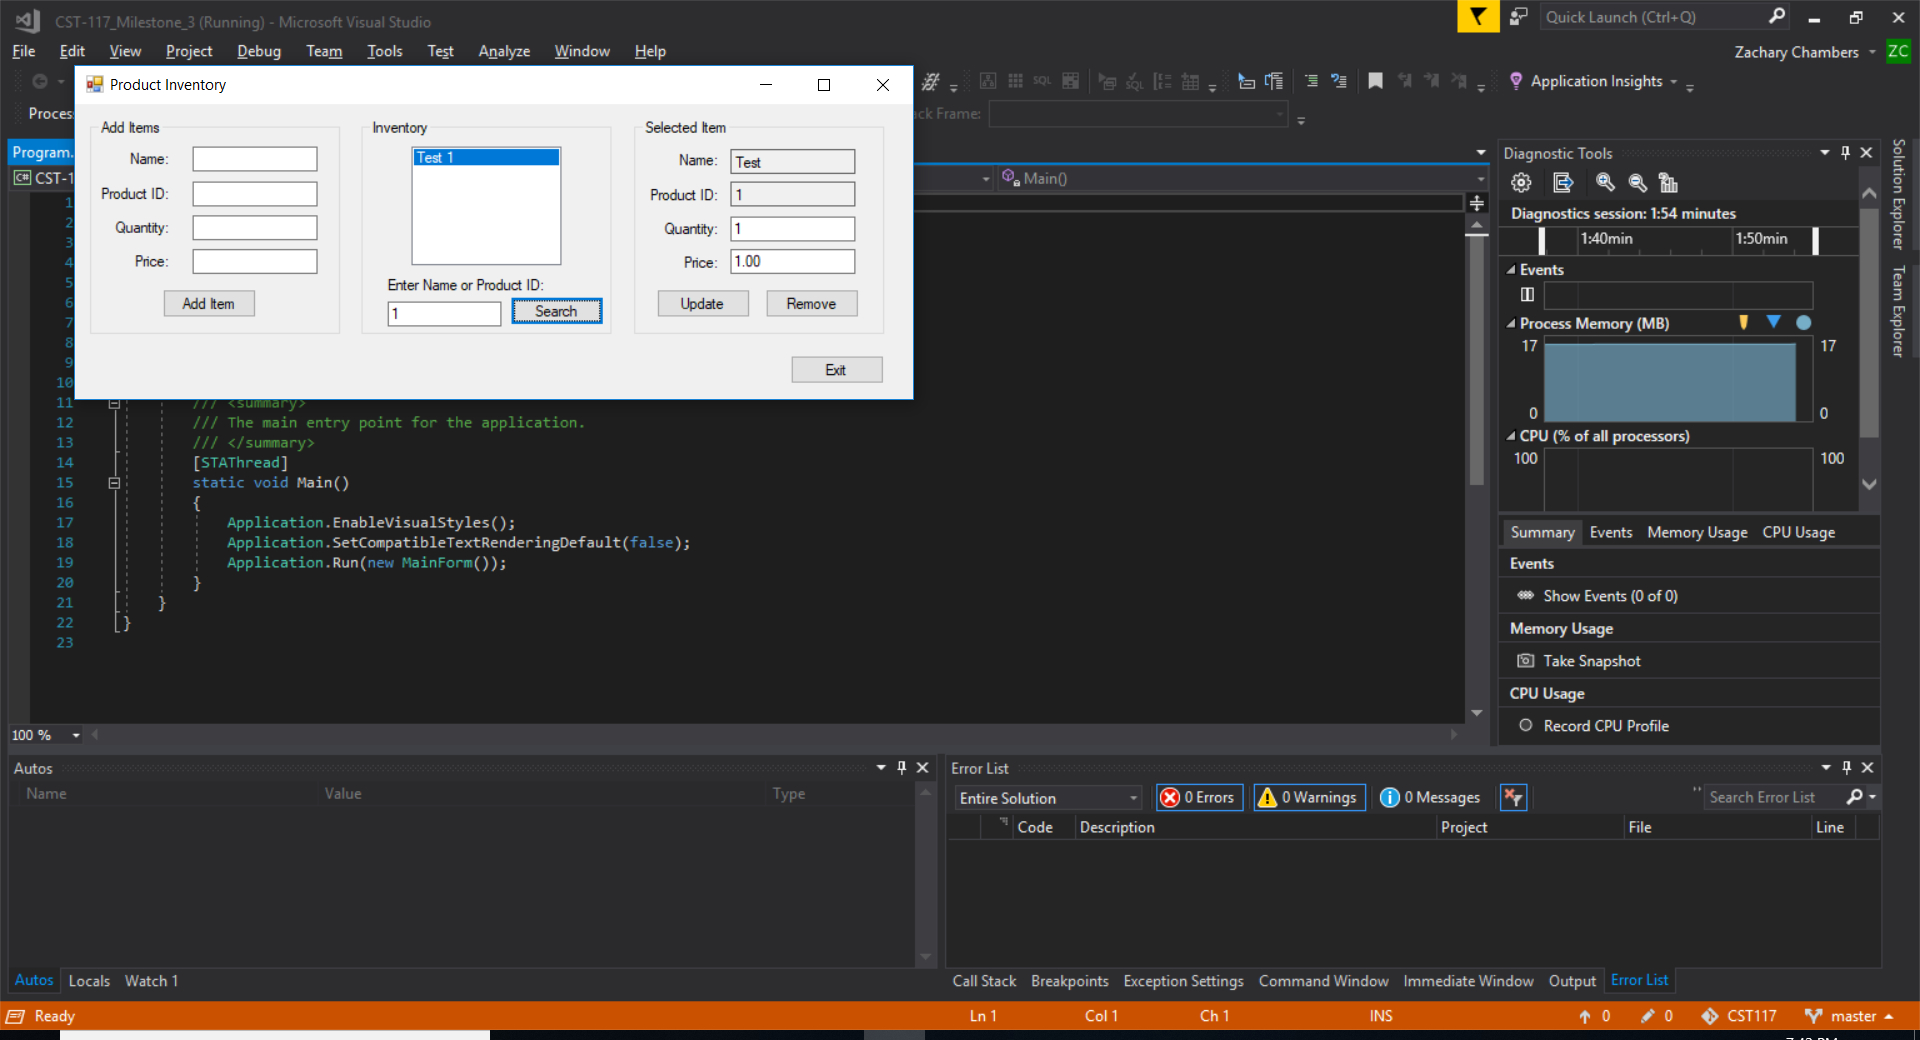 CST-117_Milestone_3 (Running) - Microsoft Visual Studio
Quick Launch (Ctrl+Q)
File Edit View Project Debug Team Tools Test Analyze Window Help
Zachary Chambers ZC
Product Inventory
Application Insights
Frame:
Program.
CST-1
Main()
Add Items
Name:
Product ID:
Quantity:
Price:
Add Item
Inventory
Test 1
Enter Name or Product ID:
1
Search
Selected Item
Name: Test
Product ID: 1
Quantity: 1
Price: 1.00
Update Remove
Exit
1
2
3
4
5
6
7
8
9
10
11 /// <summary>
12 /// The main entry point for the application.
13 /// </summary>
14 [STAThread]
15 static void Main()
16 {
17 Application.EnableVisualStyles();
18 Application.SetCompatibleTextRenderingDefault(false);
19 Application.Run(new MainForm());
20 }
21 }
22 }
23
100 %
Diagnostic Tools
Diagnostics session: 1:54 minutes
1:40min 1:50min
Events
Process Memory (MB)
17 17
0 0
CPU (% of all processors)
100 100
Summary Events Memory Usage CPU Usage
Events
Show Events (0 of 0)
Memory Usage
Take Snapshot
CPU Usage
Record CPU Profile
Solution Explorer
Team Explorer
Autos
Name Value Type
Autos Locals Watch 1
Error List
Entire Solution 0 Errors 0 Warnings 0 Messages Search Error List
Code Description Project File Line
Call Stack Breakpoints Exception Settings Command Window Immediate Window Output Error List
Ready Ln 1 Col 1 Ch 1 INS 0 0 CST117 master